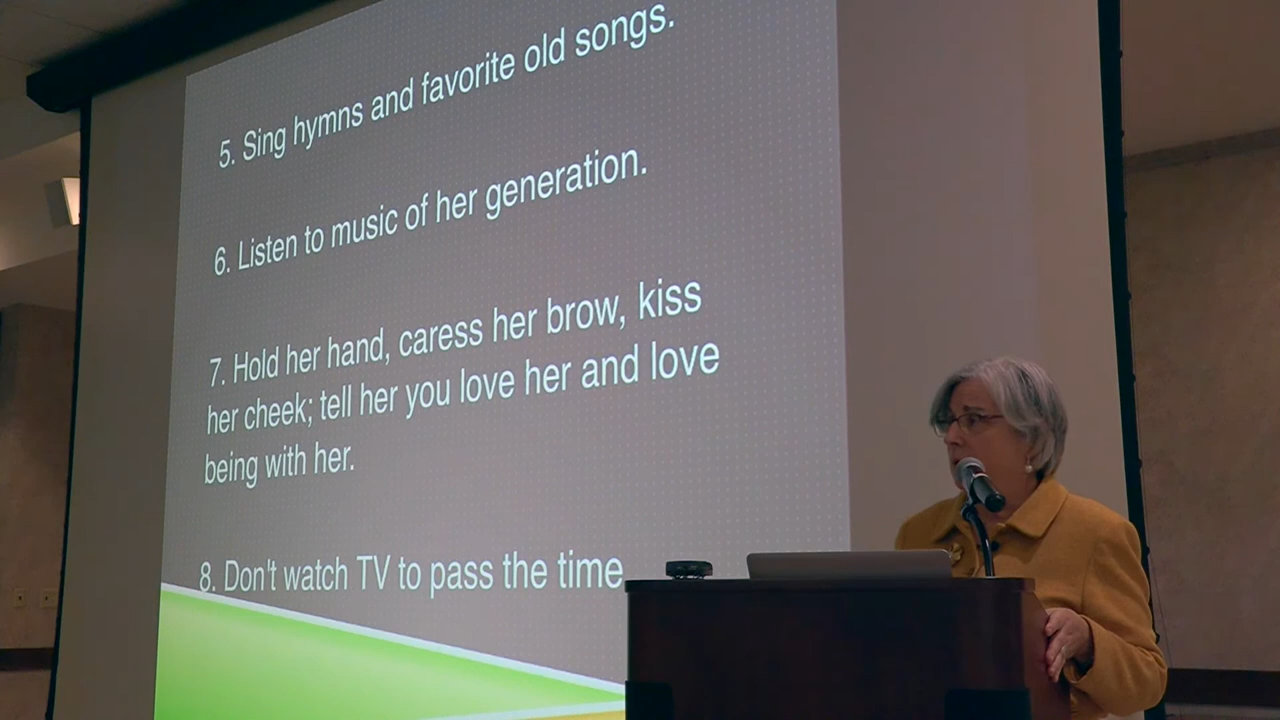 5. Sing hymns and favorite old songs.
6. Listen to music of her generation.
7. Hold her hand, caress her brow, kiss
her cheek; tell her you love her and love
being with her.
8. Don't watch TV to pass the time